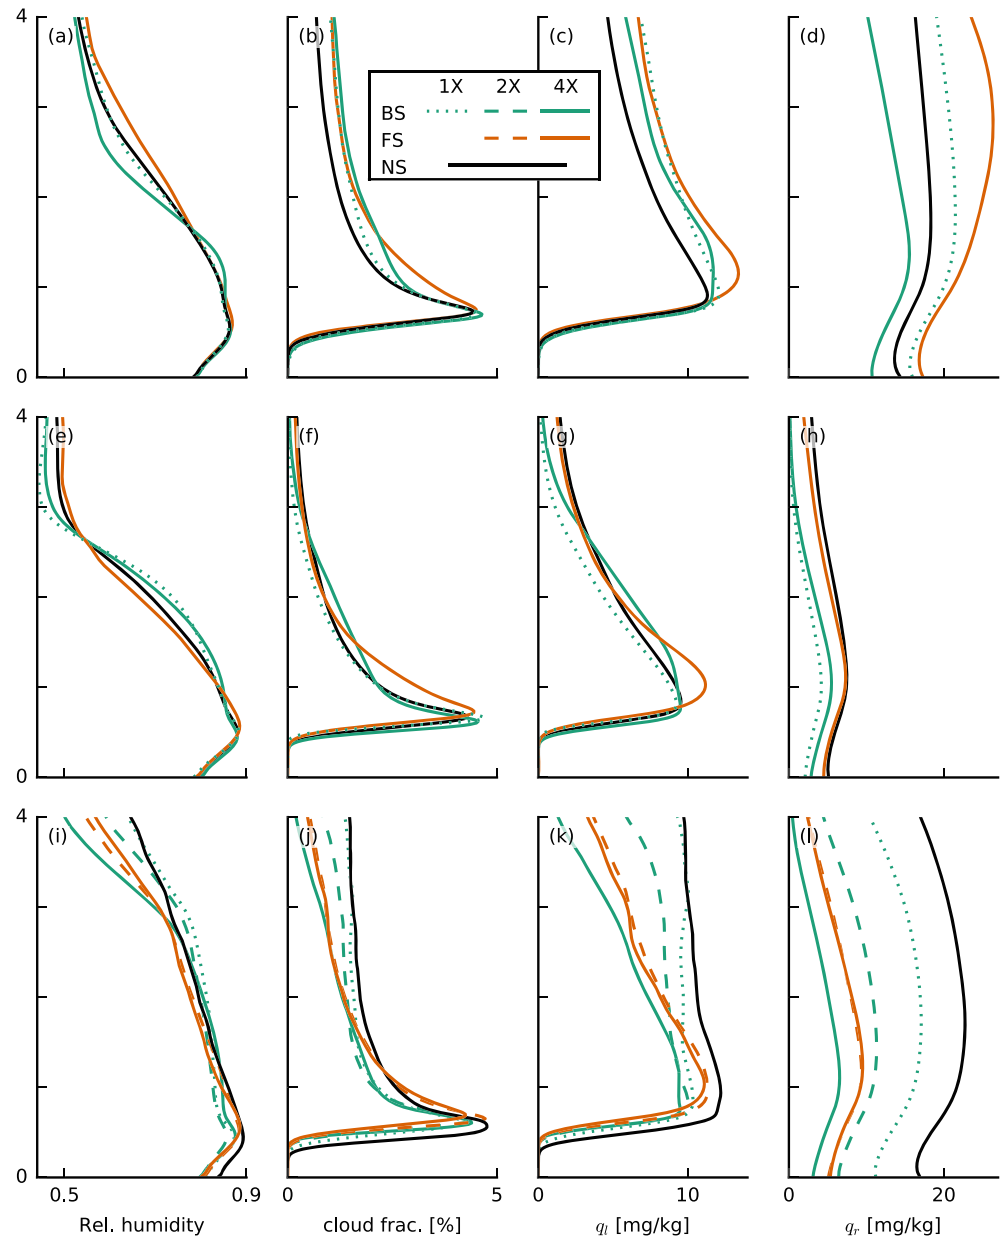 4
(a)
(b)
(c)
(d)
1X 2X 4X
BS
FS
NS
0
4
(e)
(f)
(g)
(h)
0
4
(i)
(j)
(k)
(l)
0
0.5 0.9 0 5 0 10 0 20
Rel. humidity cloud frac. [%] q_l [mg/kg] q_r [mg/kg]